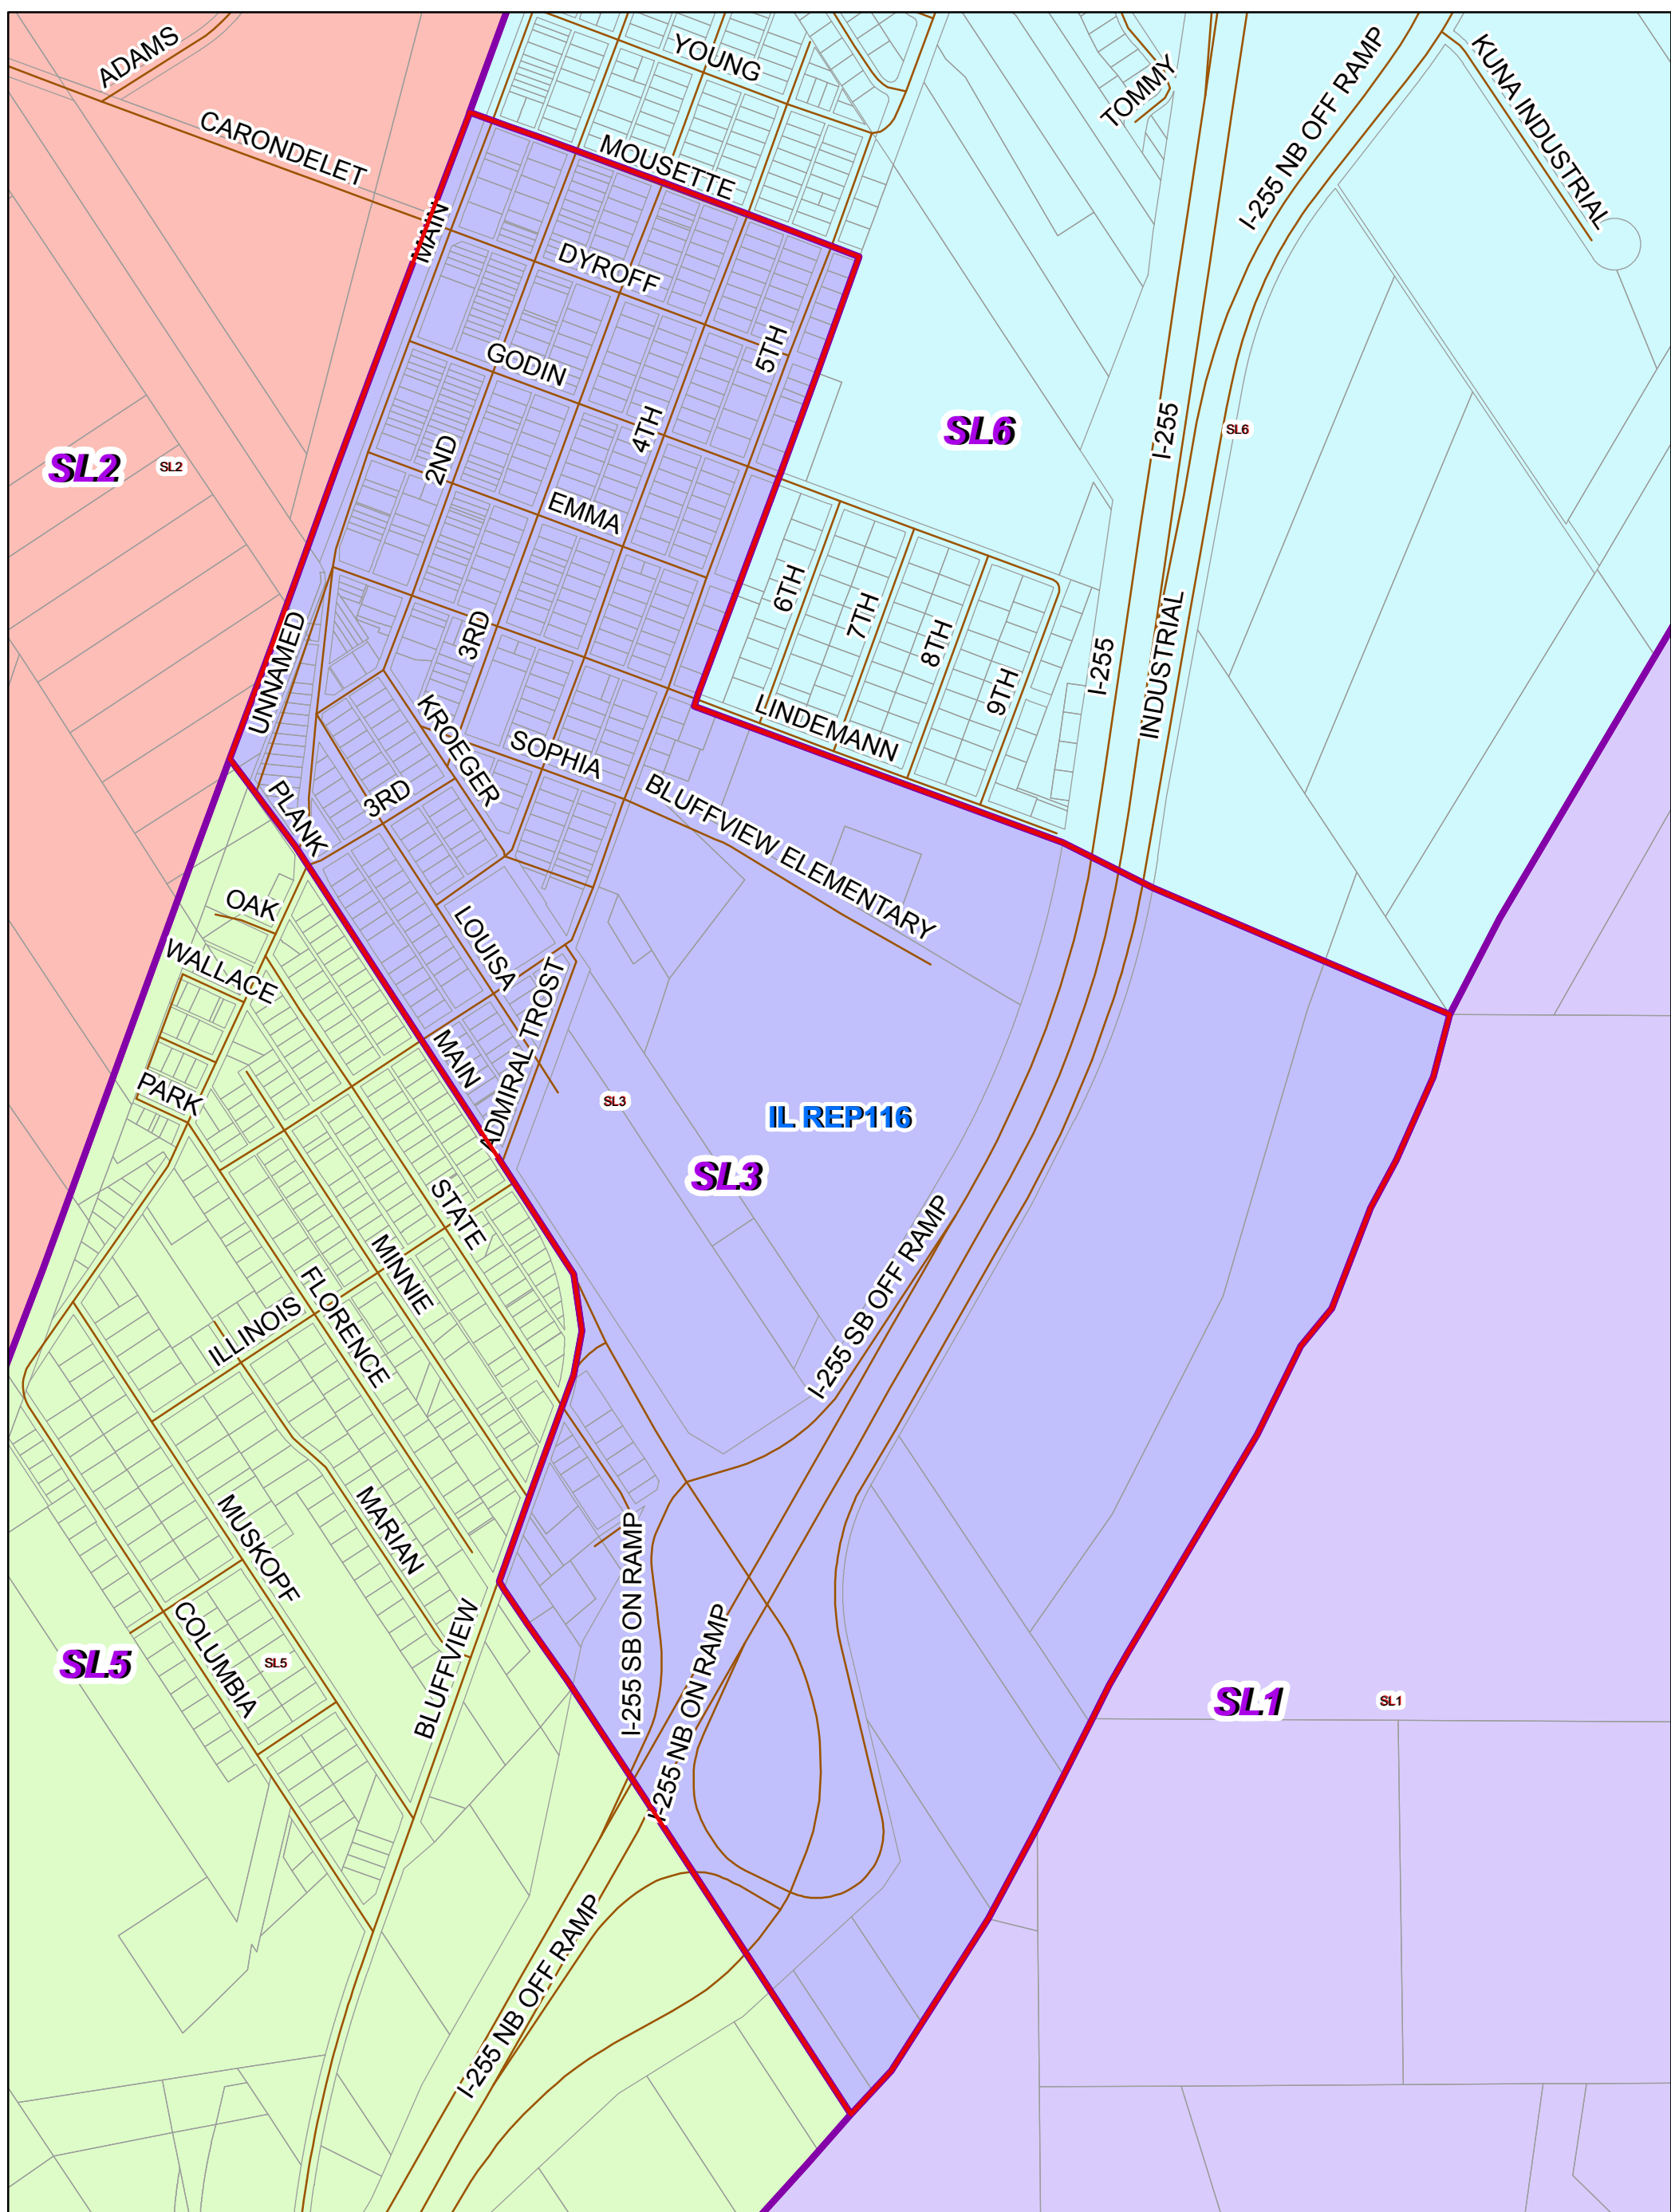 ADAMS
YOUNG
TOMMY
I-255 NB OFF RAMP
KUNA INDUSTRIAL
CARONDELET
MOUSETTE
MAIN
DYROFF
5TH
GODIN
4TH
2ND
I-255
SL6
SL6
SL2
SL2
EMMA
6TH
7TH
8TH
9TH
3RD
UNNAMED
I-255
INDUSTRIAL
KROEGER
SOPHIA
LINDEMANN
PLANK
3RD
BLUFFVIEW ELEMENTARY
OAK
LOUISA
WALLACE
MAIN
ADMIRAL TROST
PARK
SL3
IL REP116
SL3
STATE
MINNIE
FLORENCE
ILLINOIS
I-255 SB OFF RAMP
MUSKOPF
MARIAN
I-255 SB ON RAMP
COLUMBIA
BLUFFVIEW
I-255 NB ON RAMP
SL5
SL5
SL1
SL1
I-255 NB OFF RAMP